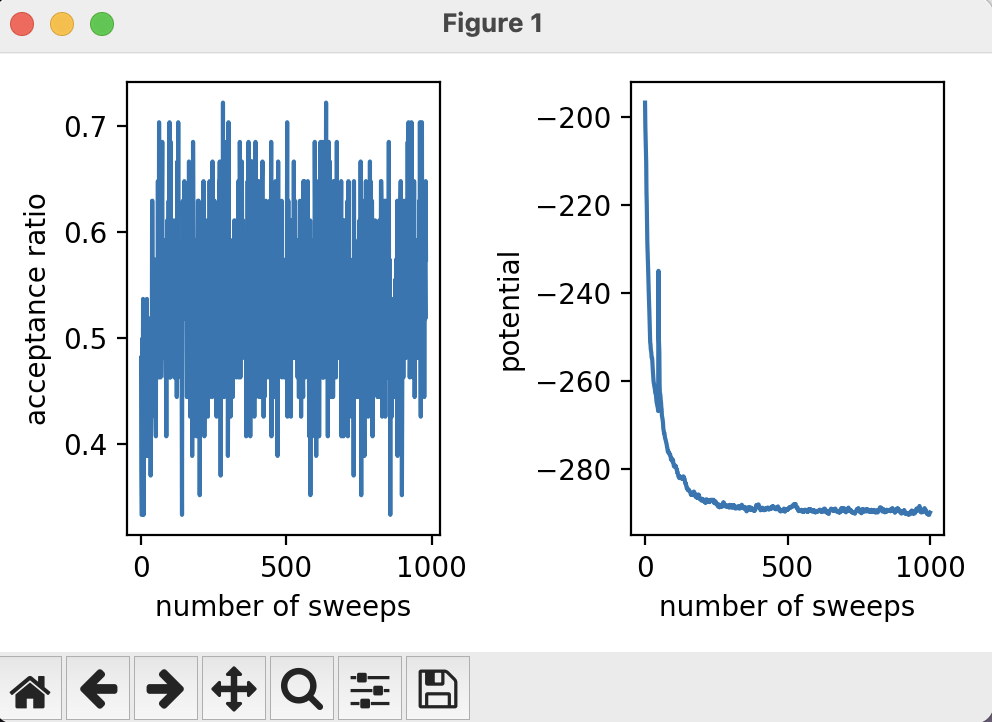 Figure 1
0.7
0.6
0.5
0.4
acceptance ratio
0 500 1000
number of sweeps
−200
−220
−240
−260
−280
potential
0 500 1000
number of sweeps